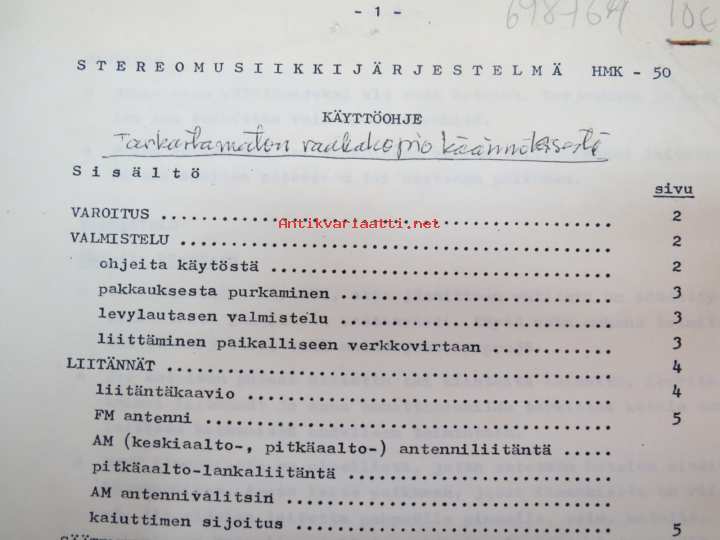 - 1 -
698764 10€
STEREOMUSIIKKIJÄRJESTELMÄ HMK - 50
KÄYTTÖOHJE
Tarkastamaton raakakopio käännöksestä
Sisältö
sivu
VAROITUS .......... 2
Antikvariaatti.net
VALMISTELU .......... 2
ohjeita käytöstä .......... 2
pakkauksesta purkaminen .......... 3
levylautasen valmistelu .......... 3
liittäminen paikalliseen verkkovirtaan .......... 3
LIITÄNNÄT .......... 4
liitäntäkaavio .......... 4
FM antenni .......... 5
AM (keskiaalto-, pitkäaalto-) antenniliitäntä .....
pitkäaalto-lankaliitäntä ..........
AM antennivalitsin ..........
kaiuttimen sijoitus .......... 5